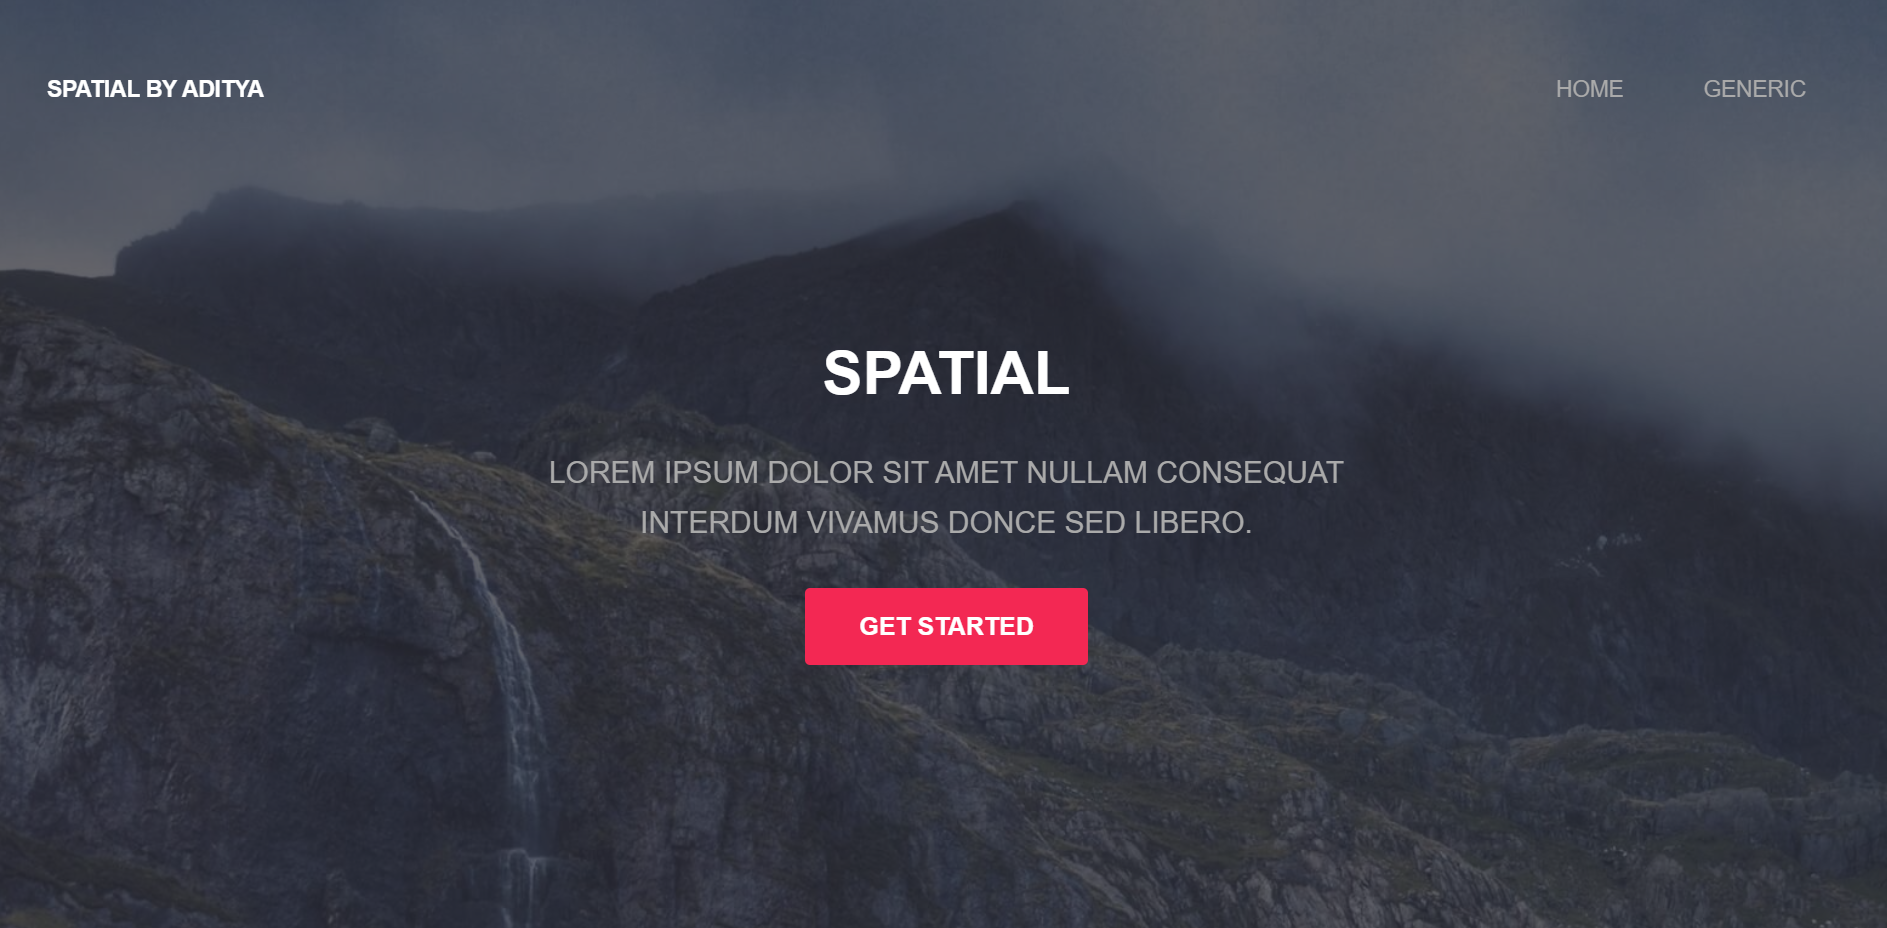 SPATIAL BY ADITYA
HOME
GENERIC
SPATIAL
LOREM IPSUM DOLOR SIT AMET NULLAM CONSEQUAT
INTERDUM VIVAMUS DONCE SED LIBERO.
GET STARTED